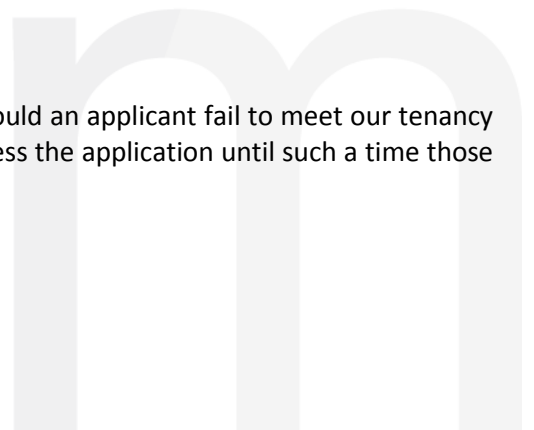 ould an applicant fail to meet our tenancy
ess the application until such a time those